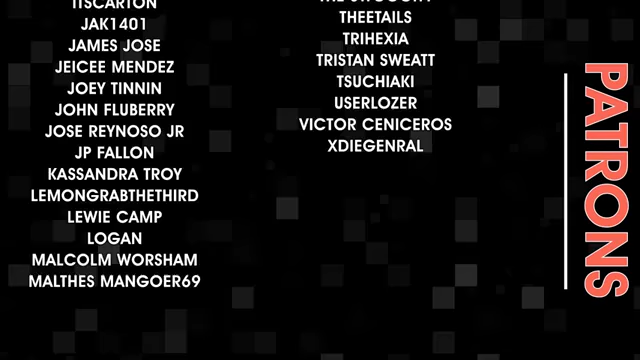 ITSCARTON
JAK1401
JAMES JOSE
JEICEE MENDEZ
JOEY TINNIN
JOHN FLUBERRY
JOSE REYNOSO JR
JP FALLON
KASSANDRA TROY
LEMONGRABTHETHIRD
LEWIE CAMP
LOGAN
MALCOLM WORSHAM
MALTHES MANGOER69
THEETAILS
TRIHEXIA
TRISTAN SWEATT
TSUCHIAKI
USERLOZER
VICTOR CENICEROS
XDIEGENRAL
PATRONS